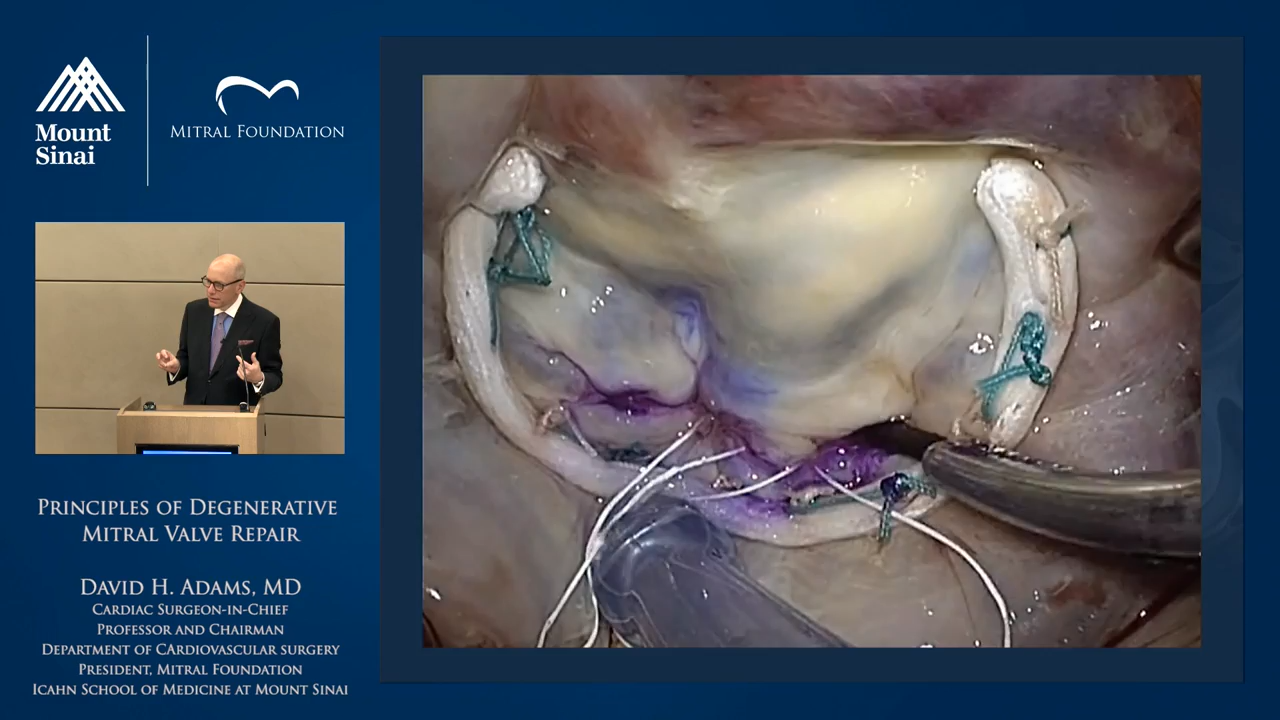 Mount
Sinai
MITRAL FOUNDATION
PRINCIPLES OF DEGENERATIVE
MITRAL VALVE REPAIR
DAVID H. ADAMS, MD
CARDIAC SURGEON-IN-CHIEF
PROFESSOR AND CHAIRMAN
DEPARTMENT OF CARDIOVASCULAR SURGERY
PRESIDENT, MITRAL FOUNDATION
ICAHN SCHOOL OF MEDICINE AT MOUNT SINAI